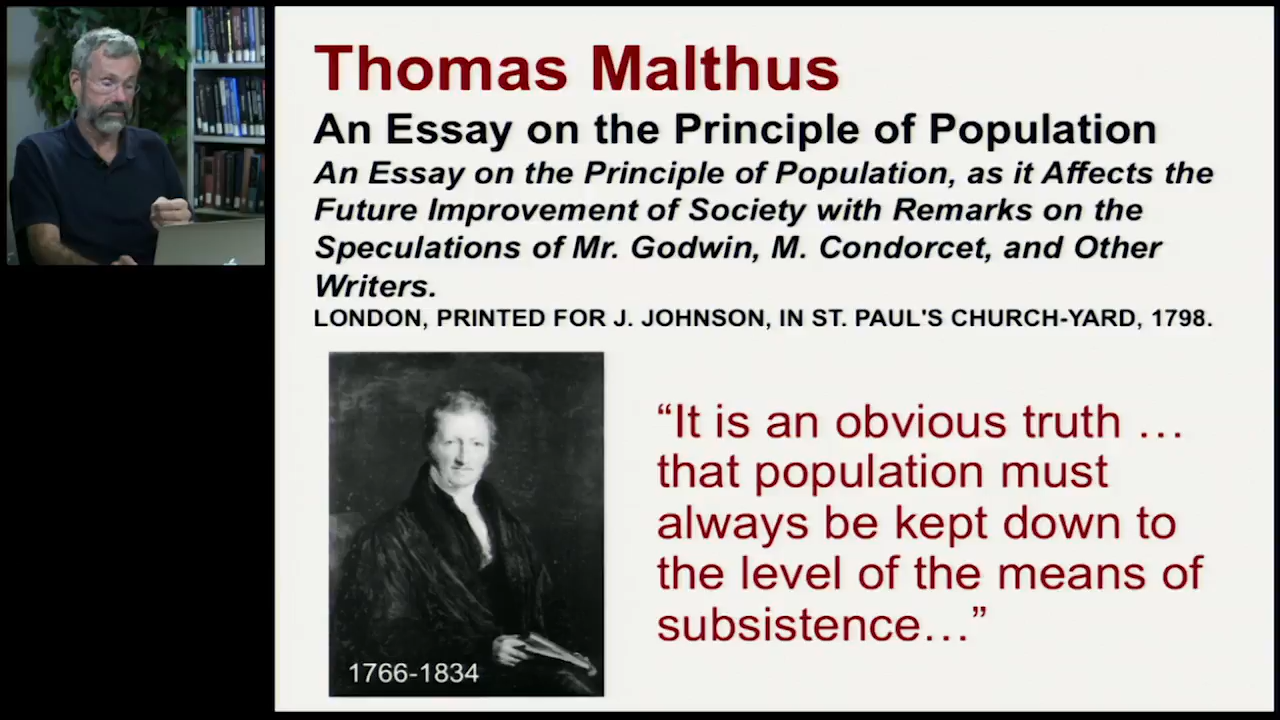 Thomas Malthus
An Essay on the Principle of Population
An Essay on the Principle of Population, as it Affects the
Future Improvement of Society with Remarks on the
Speculations of Mr. Godwin, M. Condorcet, and Other
Writers.
LONDON, PRINTED FOR J. JOHNSON, IN ST. PAUL'S CHURCH-YARD, 1798.
“It is an obvious truth …
that population must
always be kept down to
the level of the means of
subsistence…”
1766-1834